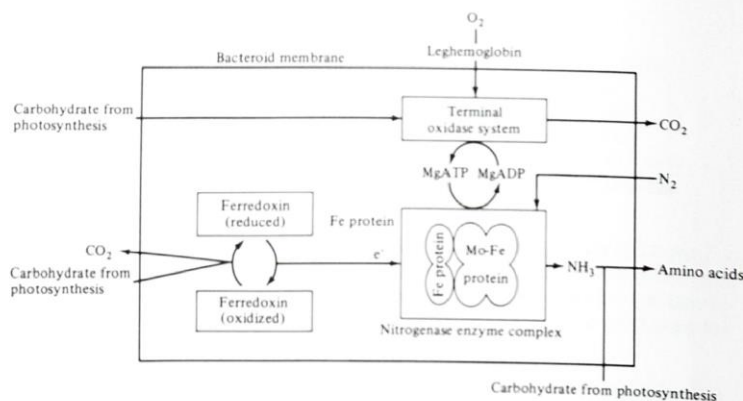 O₂
Leghemoglobin
Bacteroid membrane
Carbohydrate from
photosynthesis
Terminal
oxidase system
CO₂
MgATP MgADP
N₂
Ferredoxin
(reduced)
Fe protein
CO₂
Carbohydrate from
photosynthesis
e⁻
Fe protein
Mo-Fe
protein
NH₃
Amino acids
Ferredoxin
(oxidized)
Nitrogenase enzyme complex
Carbohydrate from photosynthesis